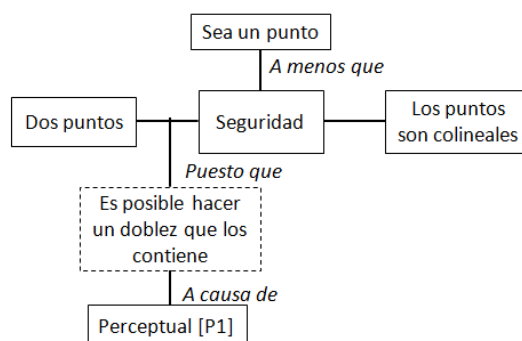 Sea un punto
A menos que
Dos puntos
Seguridad
Los puntos
son colineales
Puesto que
Es posible hacer
un doblez que los
contiene
A causa de
Perceptual [P1]